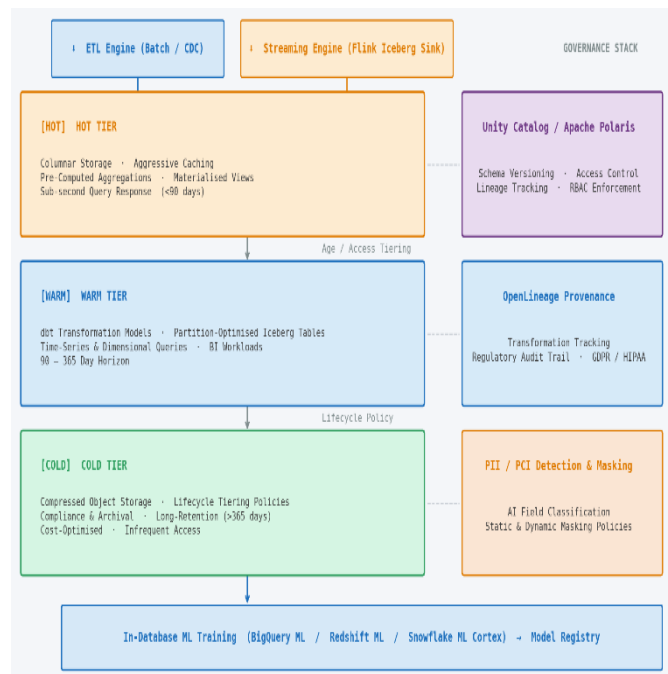 ↓ ETL Engine (Batch / CDC)
↓ Streaming Engine (Flink Iceberg Sink)
GOVERNANCE STACK
[HOT] HOT TIER
Columnar Storage · Aggressive Caching
Pre-Computed Aggregations · Materialised Views
Sub-second Query Response (<90 days)
Unity Catalog / Apache Polaris
Schema Versioning · Access Control
Lineage Tracking · RBAC Enforcement
Age / Access Tiering
[WARM] WARM TIER
dbt Transformation Models · Partition-Optimised Iceberg Tables
Time-Series & Dimensional Queries · BI Workloads
90 – 365 Day Horizon
OpenLineage Provenance
Transformation Tracking
Regulatory Audit Trail · GDPR / HIPAA
Lifecycle Policy
[COLD] COLD TIER
Compressed Object Storage · Lifecycle Tiering Policies
Compliance & Archival · Long-Retention (>365 days)
Cost-Optimised · Infrequent Access
PII / PCI Detection & Masking
AI Field Classification
Static & Dynamic Masking Policies
In-Database ML Training (BigQuery ML / Redshift ML / Snowflake ML Cortex) → Model Registry